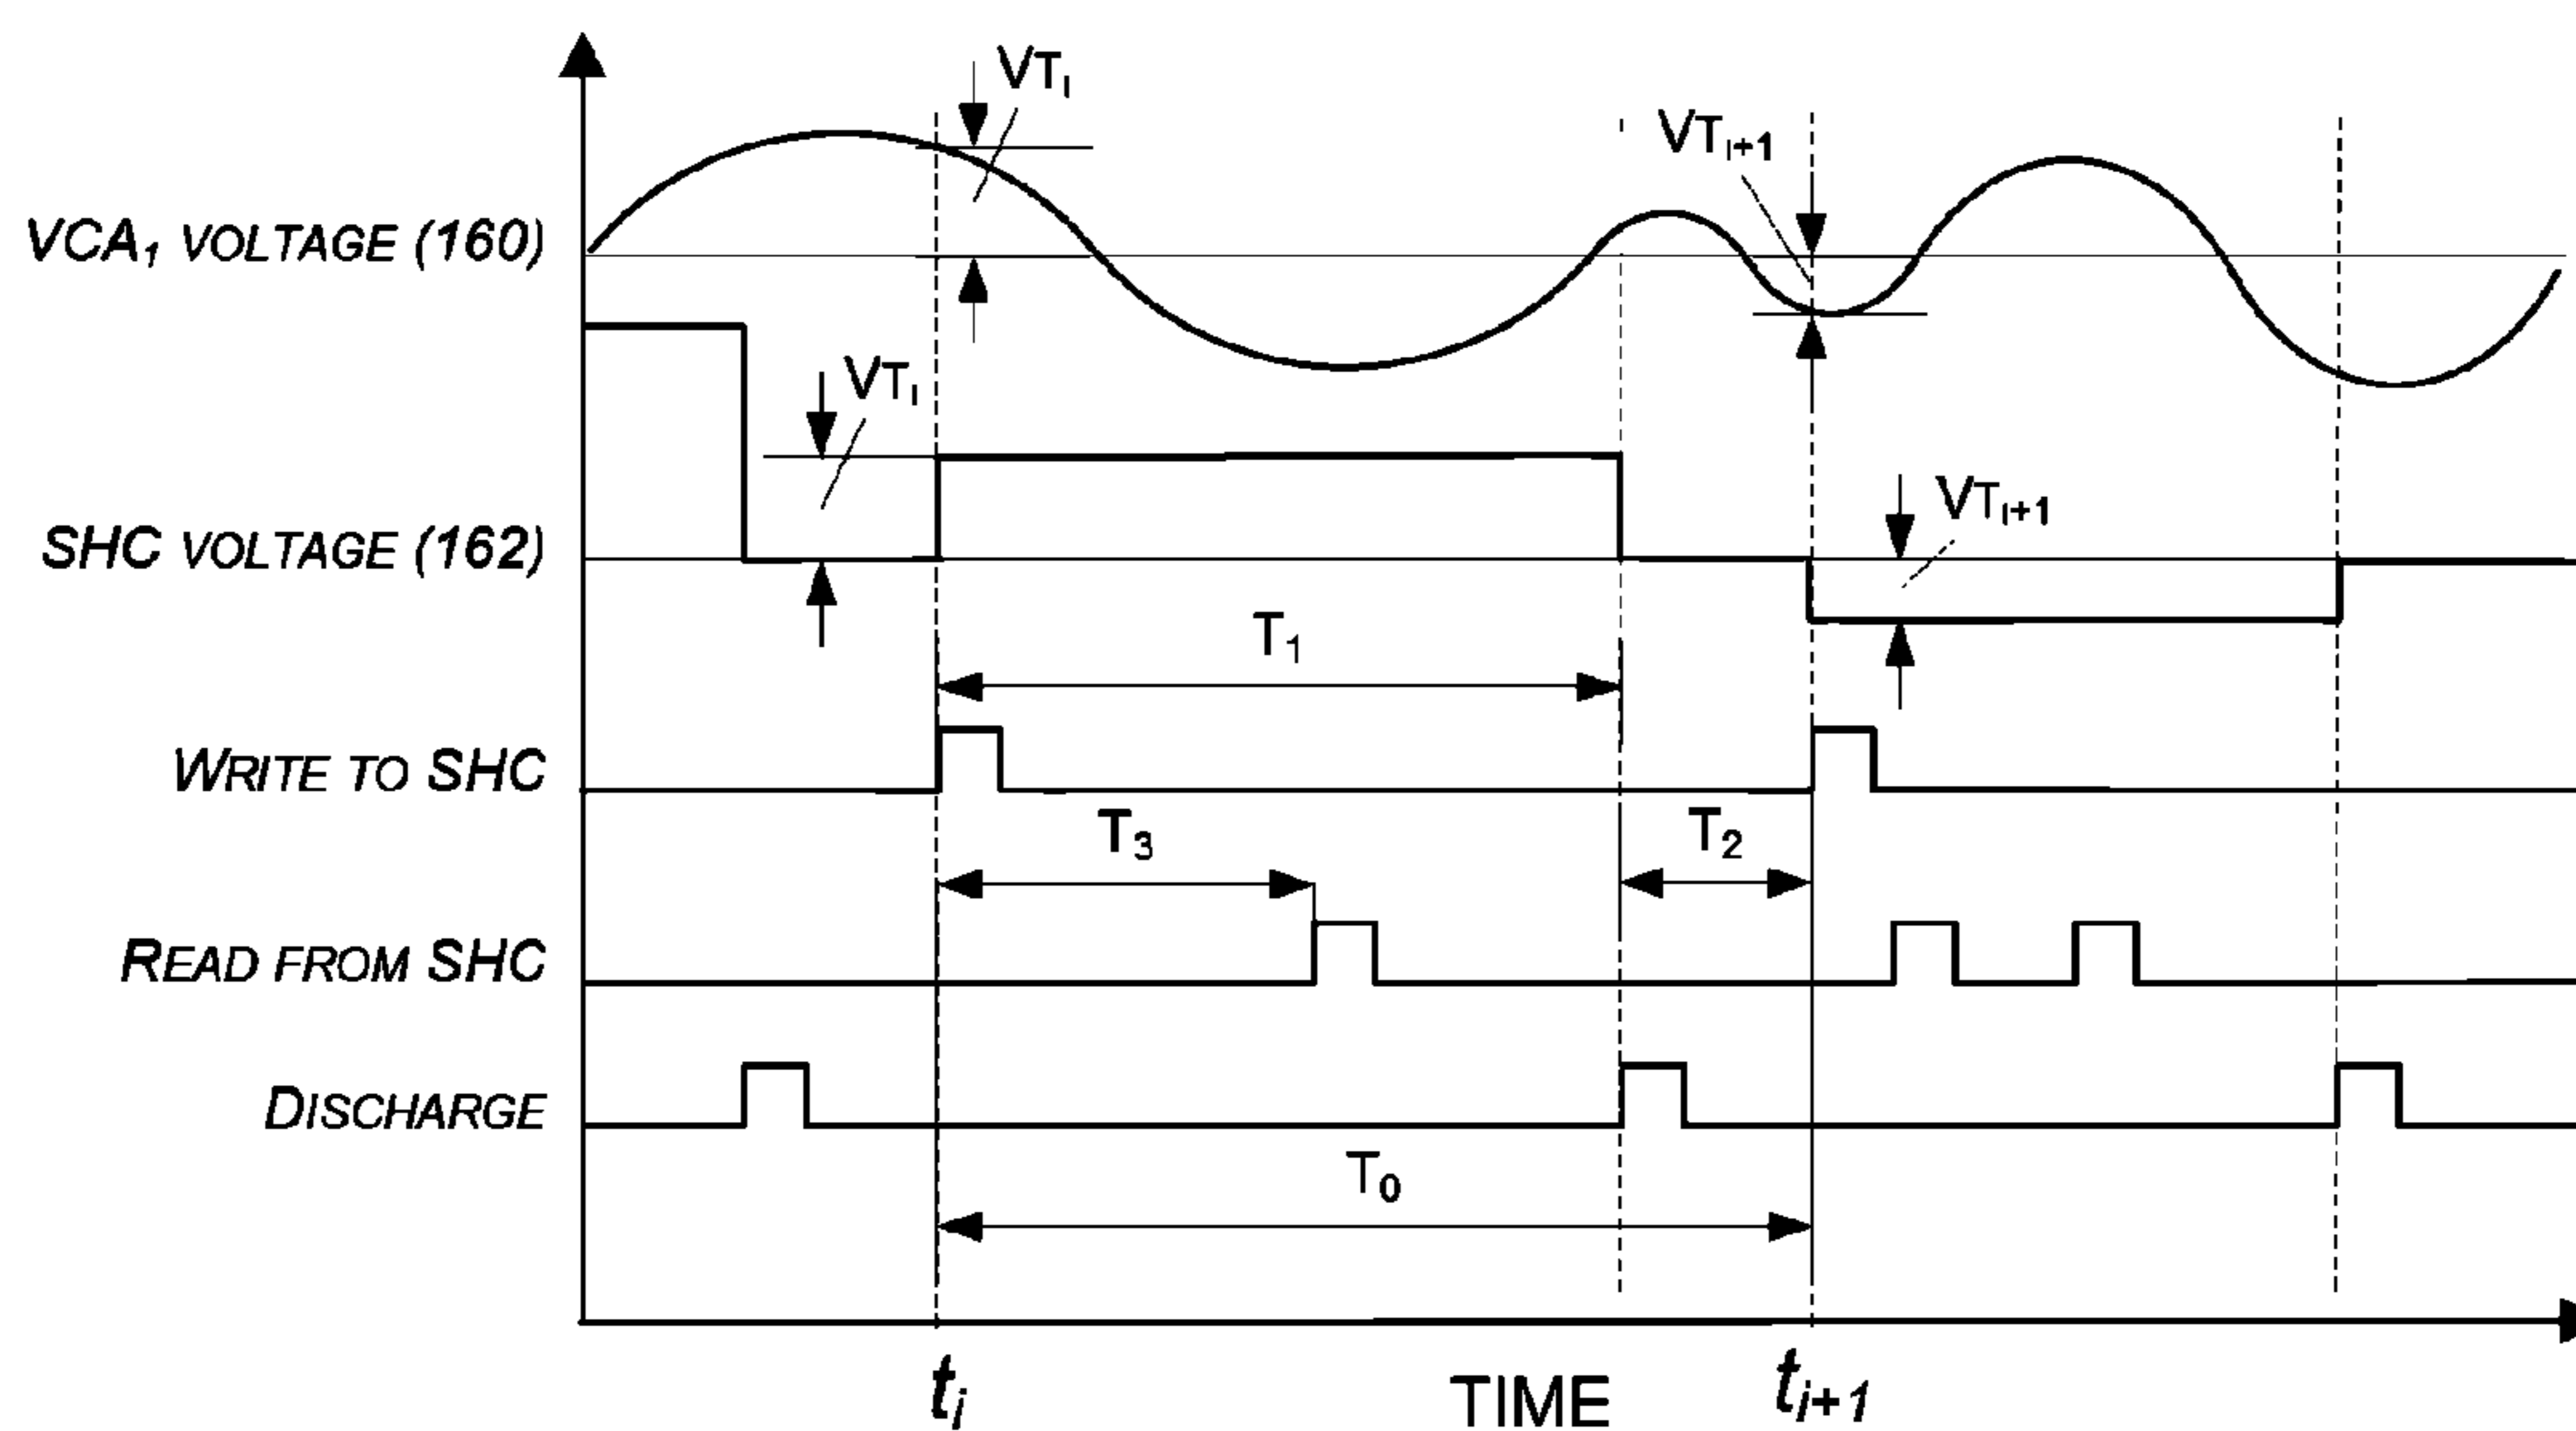 VTI
VTI+1
VCA1 VOLTAGE (160)
VTI
VTI+1
SHC VOLTAGE (162)
T1
WRITE TO SHC
T3
T2
READ FROM SHC
DISCHARGE
T0
ti
TIME
ti+1